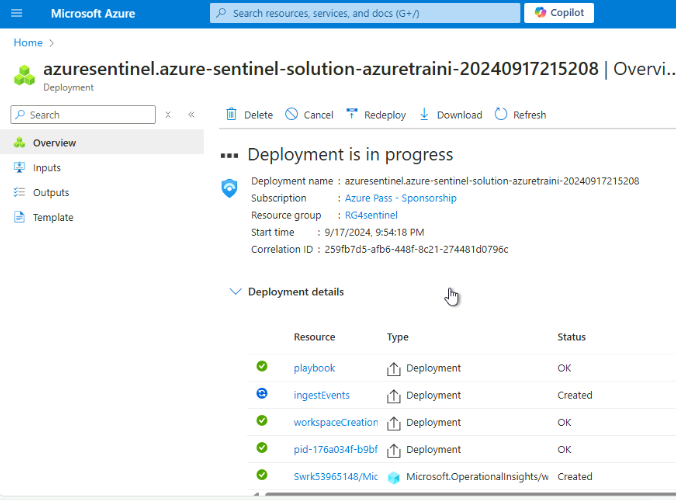 Microsoft Azure
Search resources, services, and docs (G+/)
Copilot
Home
azuresentinel.azure-sentinel-solution-azuretraini-20240917215208 | Overvi...
Deployment
Search
Delete
Cancel
Redeploy
Download
Refresh
Overview
Inputs
Outputs
Template
Deployment is in progress
Deployment name : azuresentinel.azure-sentinel-solution-azuretraini-20240917215208
Subscription : Azure Pass - Sponsorship
Resource group : RG4sentinel
Start time : 9/17/2024, 9:54:18 PM
Correlation ID : 259fb7d5-afb6-448f-8c21-274481d0796c
Deployment details
Resource Type Status
playbook Deployment OK
ingestEvents Deployment Created
workspaceCreation Deployment OK
pid-176a034f-b9bf Deployment OK
Swrk53965148/Mic Microsoft.OperationalInsights/w Created